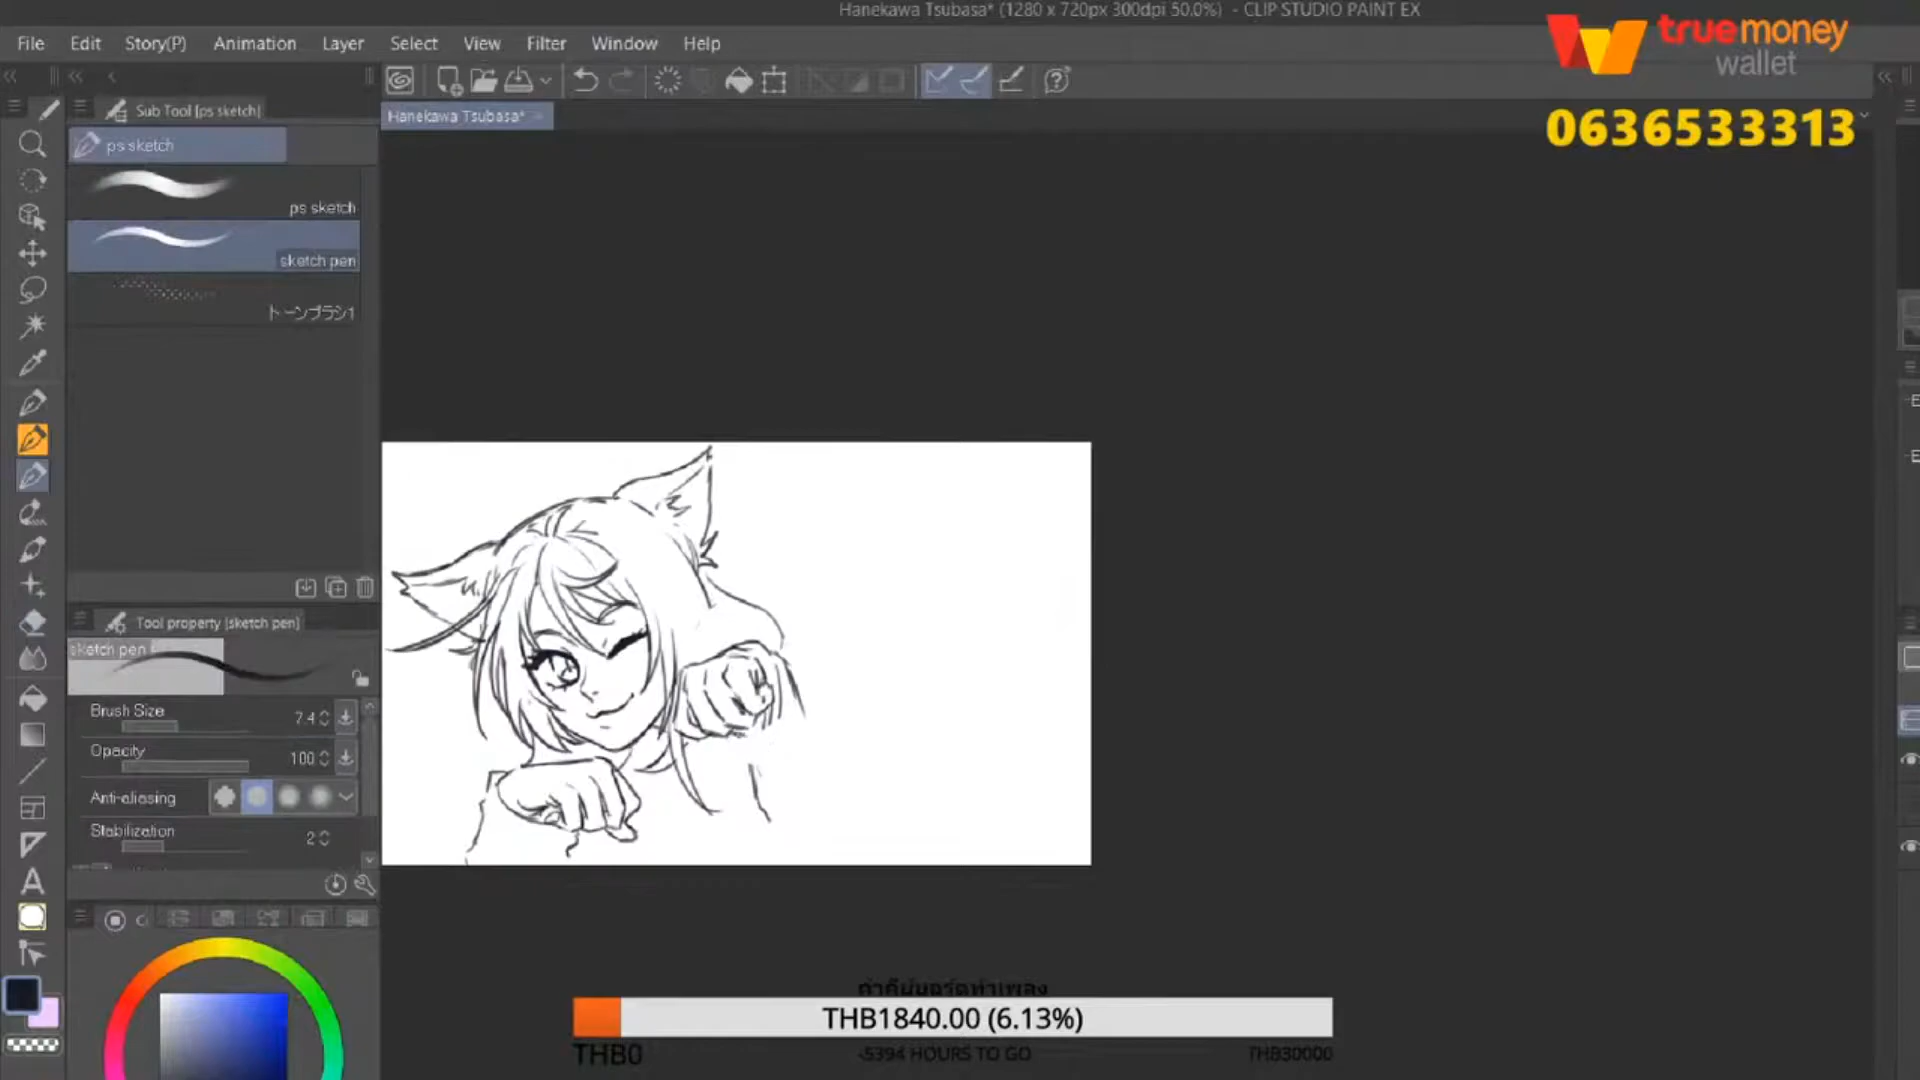 Hanekawa Tsubasa* (1280 x 720px 300dpi 50.0%) - CLIP STUDIO PAINT EX
File Edit Story(P) Animation Layer Select View Filter Window Help
truemoney
wallet
0636533313
Sub Tool [ps sketch]
Hanekawa Tsubasa*
ps sketch
ps sketch
sketch pen
トーンブラシ1
Tool property [sketch pen]
sketch pen
Brush Size 7.4
Opacity 100
Anti-aliasing
Stabilization 2
THB1840.00 (6.13%)
THB0 -5394 HOURS TO GO THB30000